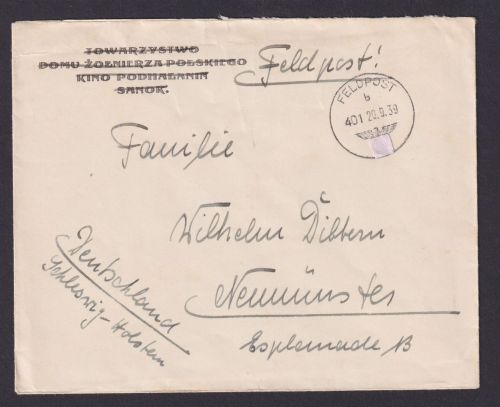 TOWARZYSTWO
DOMU ŻOŁNIERZA POLSKIEGO
KINO PODHALANIN
SANOK.
Feldpost!
FELDPOST
b
401 20.9.39
Familie
Wilhelm Dibbern
Neumünster
Esplanade 13
Deutschland
Schleswig-Holstein